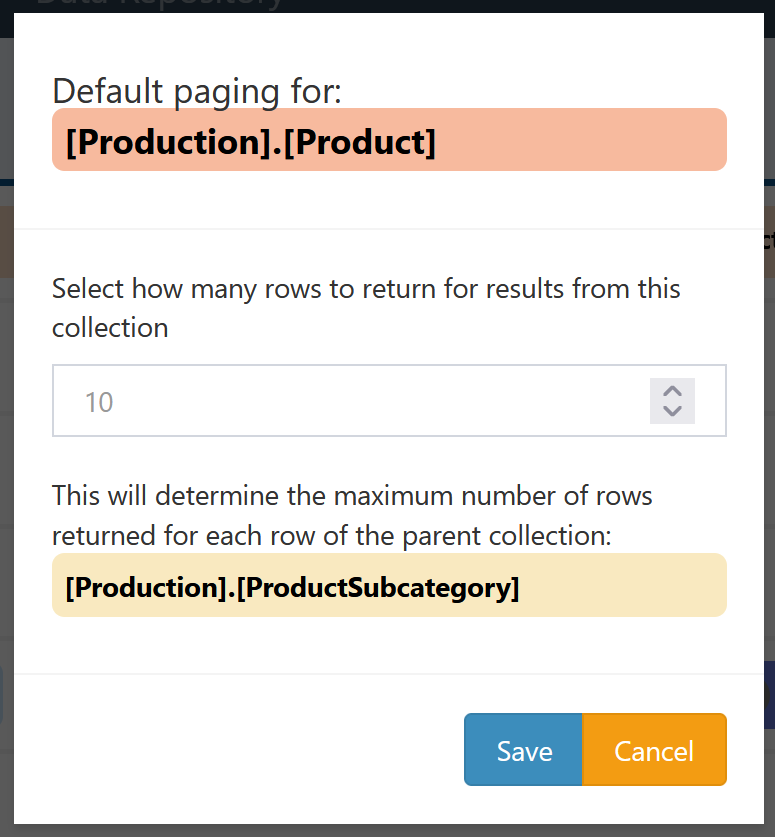 Data Repository
Default paging for:
[Production].[Product]
Select how many rows to return for results from this
collection
10
This will determine the maximum number of rows
returned for each row of the parent collection:
[Production].[ProductSubcategory]
Save
Cancel